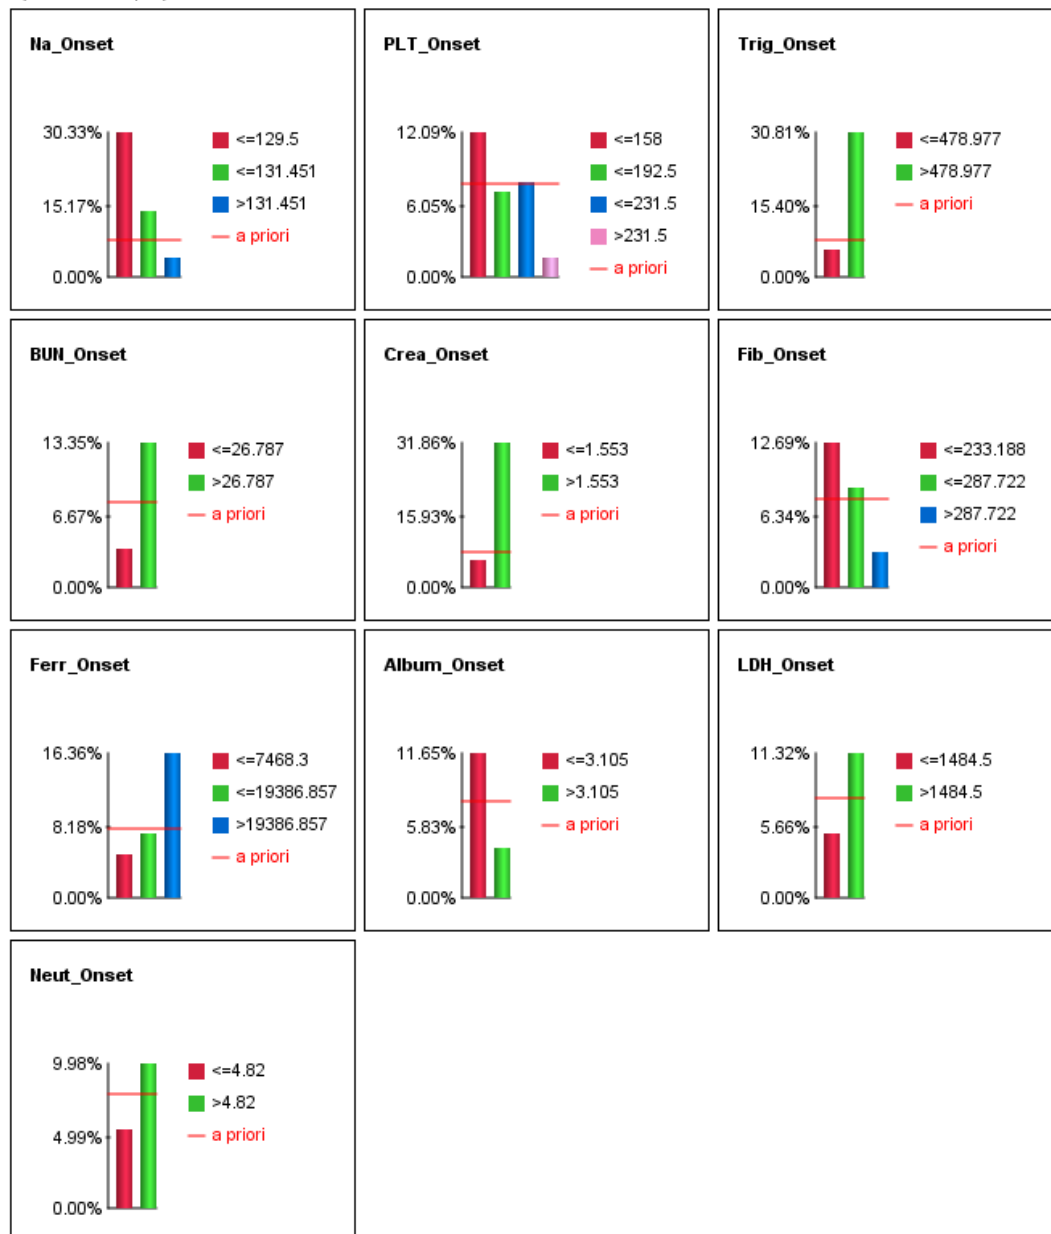 Na_Onset
30.33%
15.17%
0.00%
<=129.5
<=131.451
>131.451
a priori
PLT_Onset
12.09%
6.05%
0.00%
<=158
<=192.5
<=231.5
>231.5
a priori
Trig_Onset
30.81%
15.40%
0.00%
<=478.977
>478.977
a priori
BUN_Onset
13.35%
6.67%
0.00%
<=26.787
>26.787
a priori
Crea_Onset
31.86%
15.93%
0.00%
<=1.553
>1.553
a priori
Fib_Onset
12.69%
6.34%
0.00%
<=233.188
<=287.722
>287.722
a priori
Ferr_Onset
16.36%
8.18%
0.00%
<=7468.3
<=19386.857
>19386.857
a priori
Album_Onset
11.65%
5.83%
0.00%
<=3.105
>3.105
a priori
LDH_Onset
11.32%
5.66%
0.00%
<=1484.5
>1484.5
a priori
Neut_Onset
9.98%
4.99%
0.00%
<=4.82
>4.82
a priori